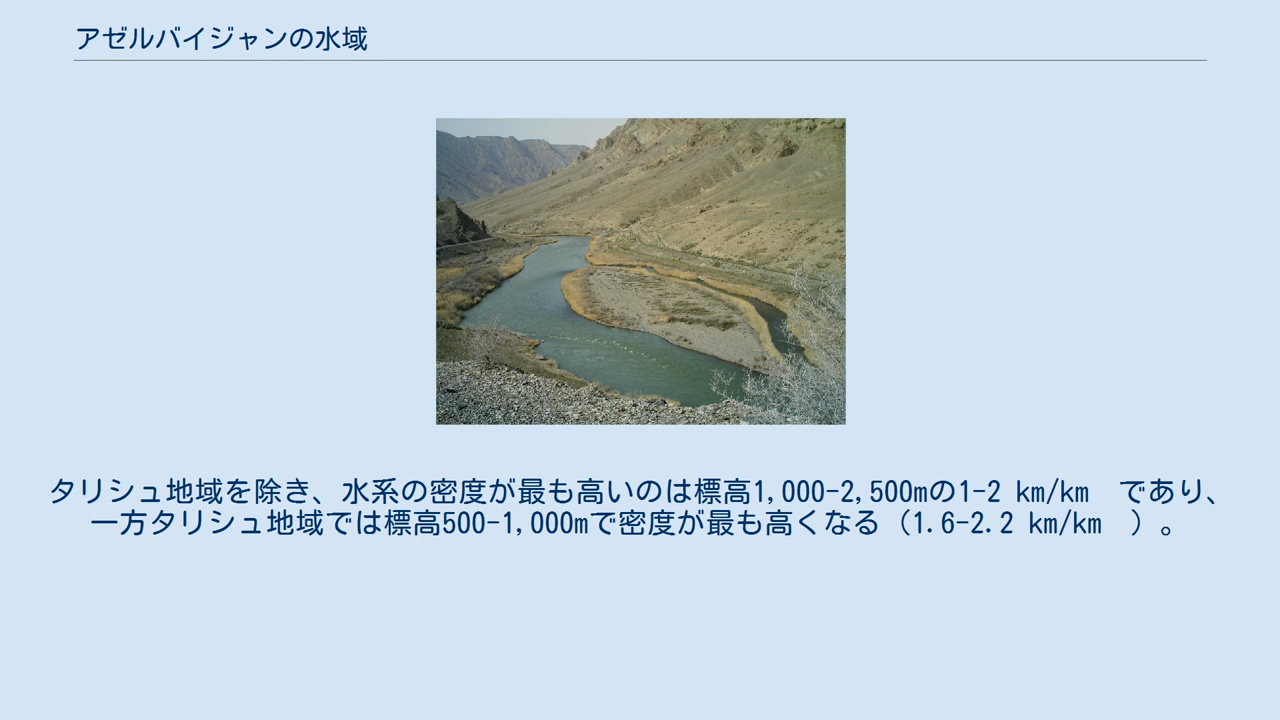 アゼルバイジャンの水域
タリシュ地域を除き、水系の密度が最も高いのは標高1,000-2,500mの1-2 km/km　であり、
一方タリシュ地域では標高500-1,000mで密度が最も高くなる（1.6-2.2 km/km　）。